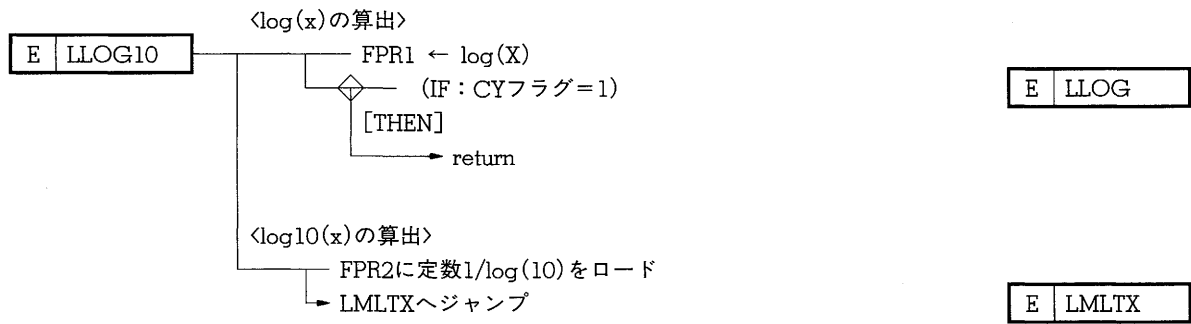 〈log(x)の算出〉
E LLOG10
FPR1 ← log(X)
(IF：CYフラグ=1)
E LLOG
[THEN]
return
〈log10(x)の算出〉
FPR2に定数1/log(10)をロード
LMLTXへジャンプ
E LMLTX